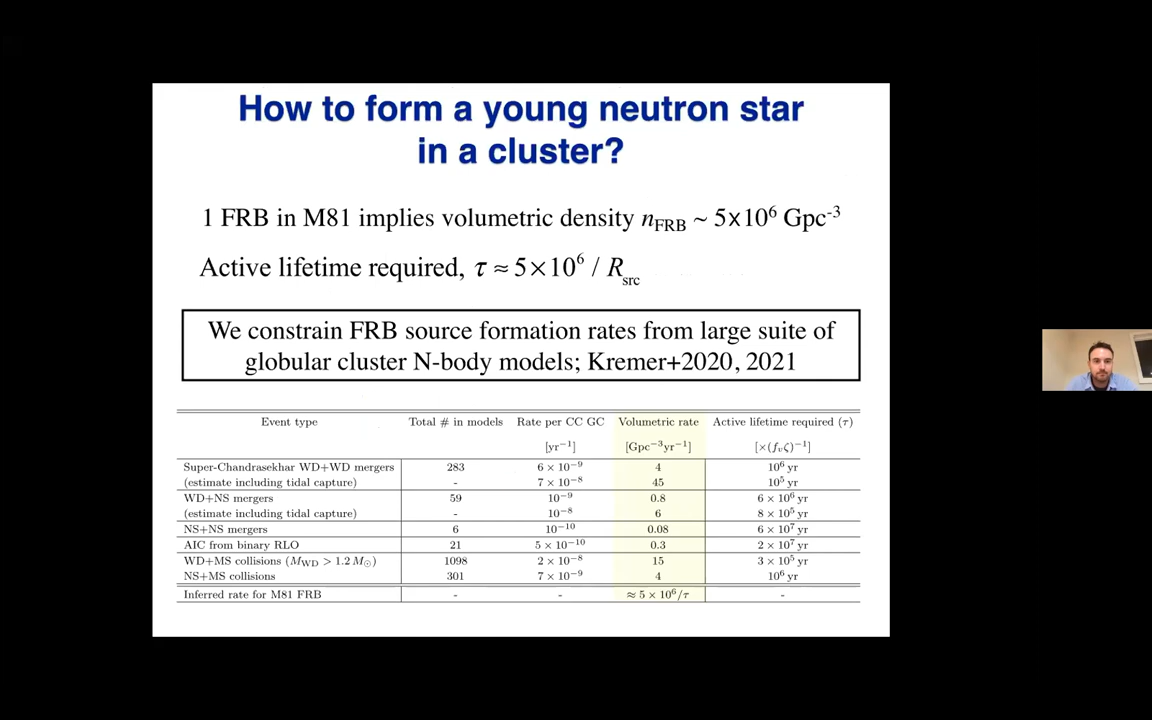 How to form a young neutron star
in a cluster?
1 FRB in M81 implies volumetric density nFRB ~ 5×10⁶ Gpc⁻³
Active lifetime required, τ ≈ 5×10⁶ / Rsrc
We constrain FRB source formation rates from large suite of
globular cluster N-body models; Kremer+2020, 2021
Event type Total # in models Rate per CC GC Volumetric rate Active lifetime required (τ)
[yr⁻¹] [Gpc⁻³yr⁻¹] [×(fᵥζ)⁻¹]
Super-Chandrasekhar WD+WD mergers 283 6 × 10⁻⁹ 4 10⁶ yr
(estimate including tidal capture) - 7 × 10⁻⁸ 45 10⁵ yr
WD+NS mergers 59 10⁻⁹ 0.8 6 × 10⁶ yr
(estimate including tidal capture) - 10⁻⁸ 6 8 × 10⁵ yr
NS+NS mergers 6 10⁻¹⁰ 0.08 6 × 10⁷ yr
AIC from binary RLO 21 5 × 10⁻¹⁰ 0.3 2 × 10⁷ yr
WD+MS collisions (MWD > 1.2 M⊙) 1098 2 × 10⁻⁸ 15 3 × 10⁵ yr
NS+MS collisions 301 7 × 10⁻⁹ 4 10⁶ yr
Inferred rate for M81 FRB - - ≈ 5 × 10⁶/τ -